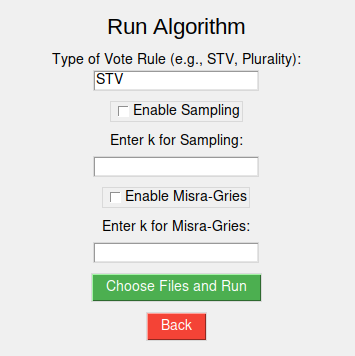 Run Algorithm
Type of Vote Rule (e.g., STV, Plurality):
STV
Enable Sampling
Enter k for Sampling:
Enable Misra-Gries
Enter k for Misra-Gries:
Choose Files and Run
Back